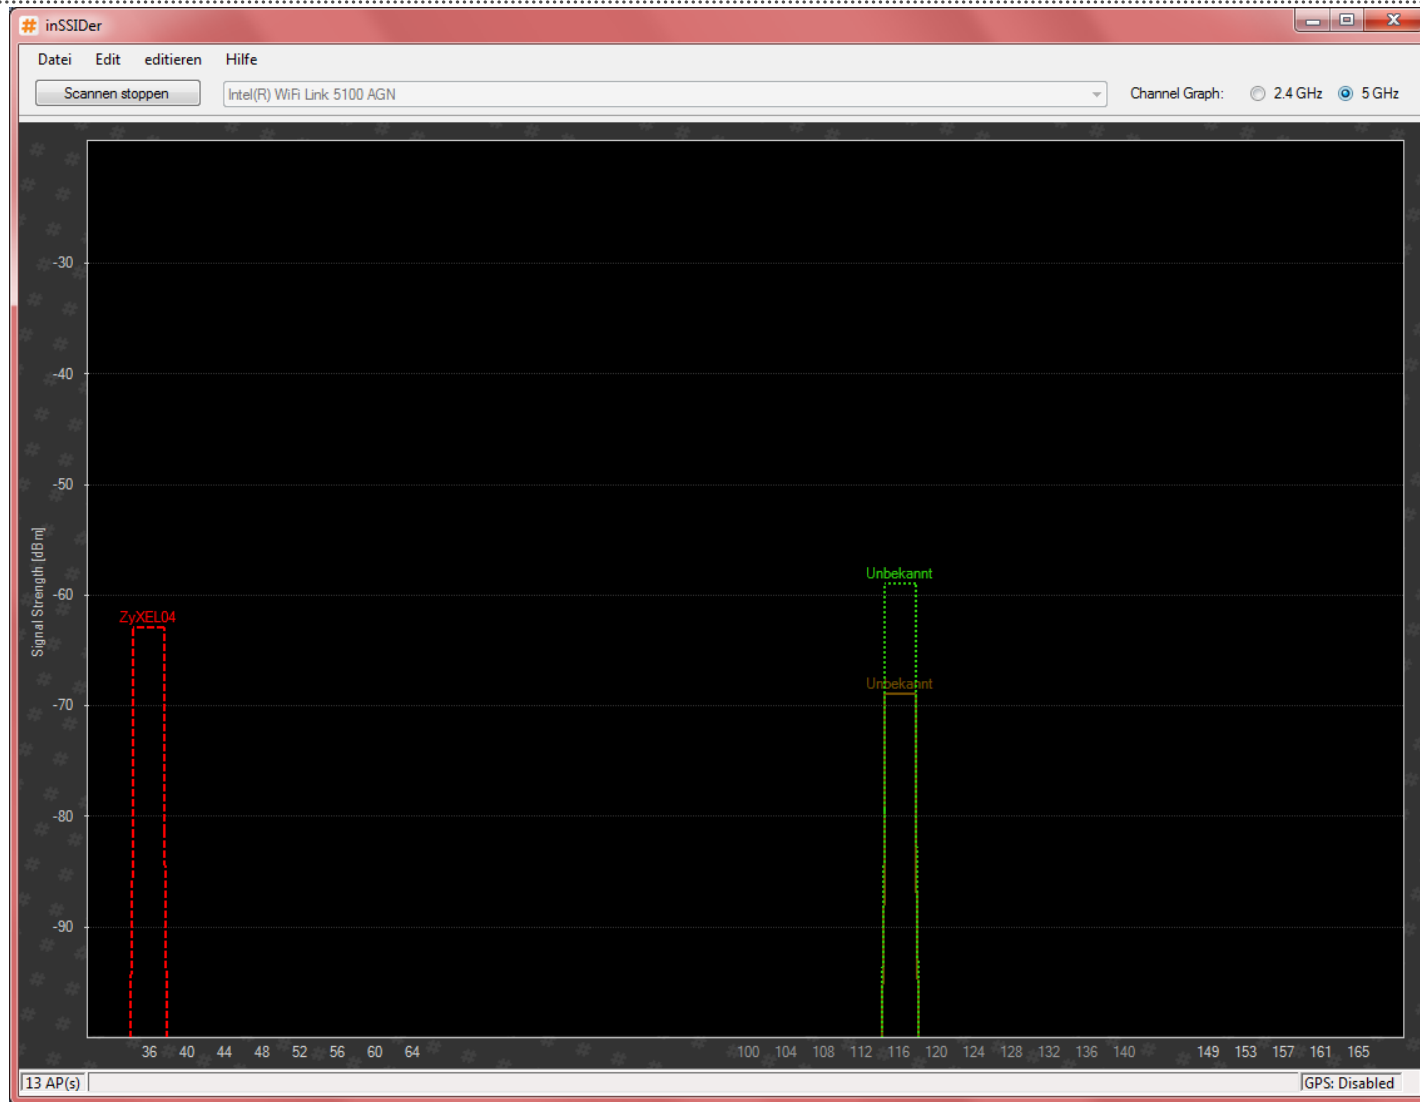 inSSIDer
Datei Edit editieren Hilfe
Scannen stoppen Intel(R) WiFi Link 5100 AGN Channel Graph: 2.4 GHz 5 GHz
-30
-40
-50
Signal Strength [dBm]
Unbekannt
-60
ZyXEL04
Unbekannt
-70
-80
-90
36 40 44 48 52 56 60 64 100 104 108 112 116 120 124 128 132 136 140 149 153 157 161 165
13 AP(s) GPS: Disabled